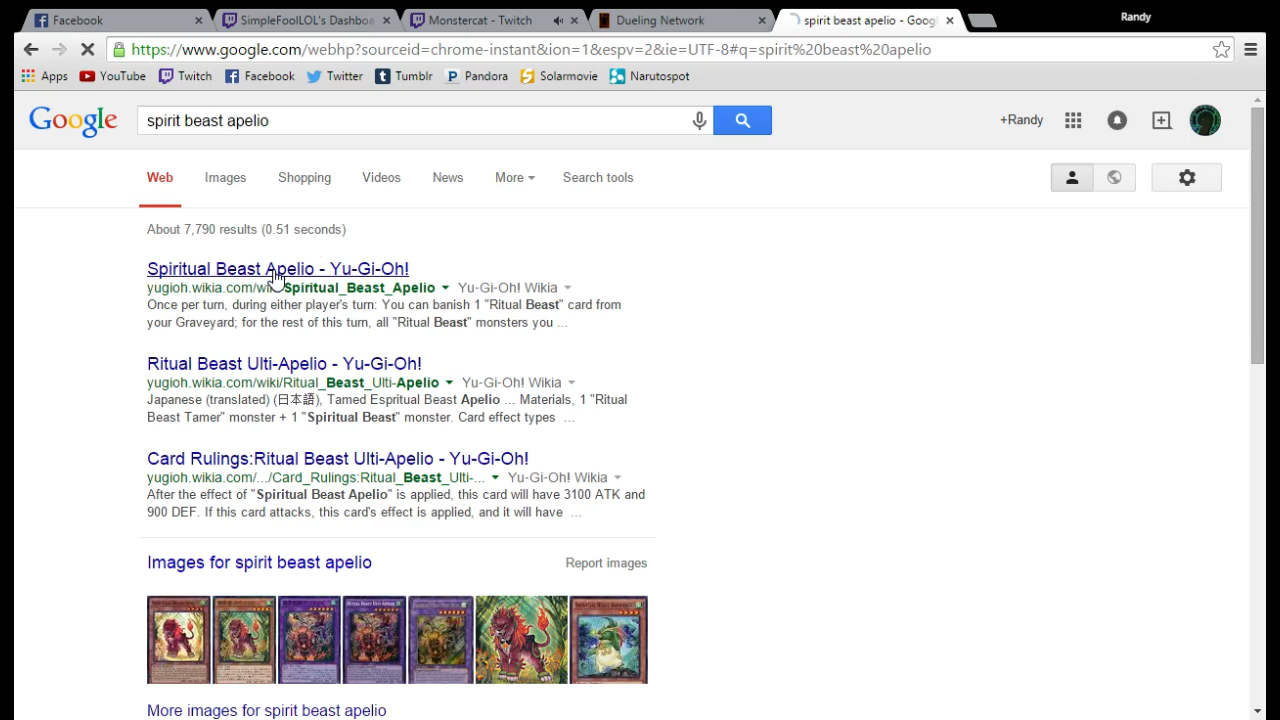 Facebook
SimpleFoolLOL's Dashboa
Monstercat - Twitch
Dueling Network
spirit beast apelio - Goog
Randy
https://www.google.com/webhp?sourceid=chrome-instant&ion=1&espv=2&ie=UTF-8#q=spirit%20beast%20apelio
Apps YouTube Twitch Facebook Twitter Tumblr Pandora Solarmovie Narutospot
Google
spirit beast apelio
+Randy
Web Images Shopping Videos News More Search tools
About 7,790 results (0.51 seconds)
Spiritual Beast Apelio - Yu-Gi-Oh!
yugioh.wikia.com/wiki/Spiritual_Beast_Apelio Yu-Gi-Oh! Wikia
Once per turn, during either player's turn: You can banish 1 "Ritual Beast" card from
your Graveyard; for the rest of this turn, all "Ritual Beast" monsters you ...
Ritual Beast Ulti-Apelio - Yu-Gi-Oh!
yugioh.wikia.com/wiki/Ritual_Beast_Ulti-Apelio Yu-Gi-Oh! Wikia
Japanese (translated) (日本語), Tamed Espritual Beast Apelio ... Materials, 1 "Ritual
Beast Tamer" monster + 1 "Spiritual Beast" monster. Card effect types ...
Card Rulings:Ritual Beast Ulti-Apelio - Yu-Gi-Oh!
yugioh.wikia.com/.../Card_Rulings:Ritual_Beast_Ulti-... Yu-Gi-Oh! Wikia
After the effect of "Spiritual Beast Apelio" is applied, this card will have 3100 ATK and
900 DEF. If this card attacks, this card's effect is applied, and it will have ...
Images for spirit beast apelio
Report images
More images for spirit beast apelio